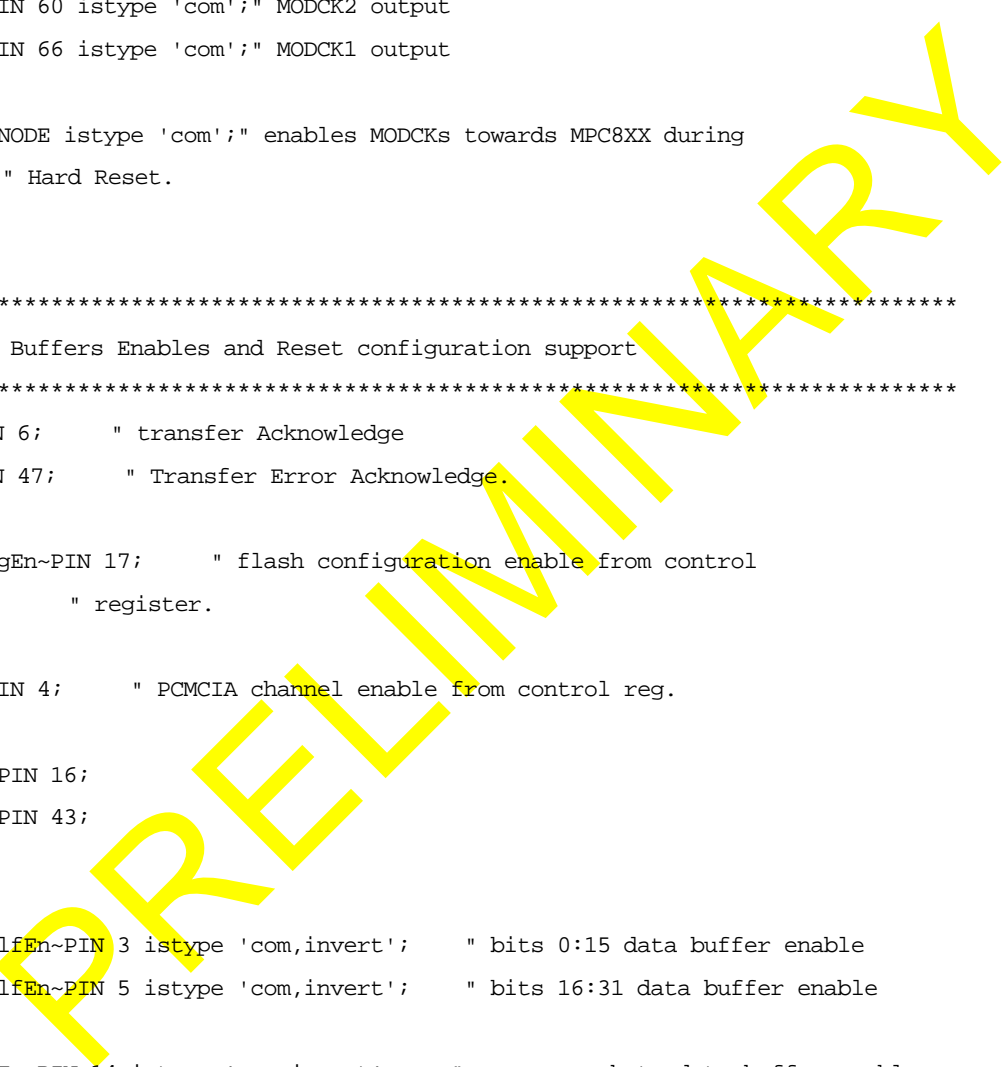 IN 60 istype 'com';" MODCK2 output
IN 66 istype 'com';" MODCK1 output
NODE istype 'com';" enables MODCKs towards MPC8XX during
" Hard Reset.
************************************************************************
Buffers Enables and Reset configuration support
************************************************************************
N 6; " transfer Acknowledge
N 47; " Transfer Error Acknowledge.
gEn~PIN 17; " flash configuration enable from control
" register.
IN 4; " PCMCIA channel enable from control reg.
PIN 16;
PIN 43;
lfEn~PIN 3 istype 'com,invert'; " bits 0:15 data buffer enable
lfEn~PIN 5 istype 'com,invert'; " bits 16:31 data buffer enable
PRELIMINARY